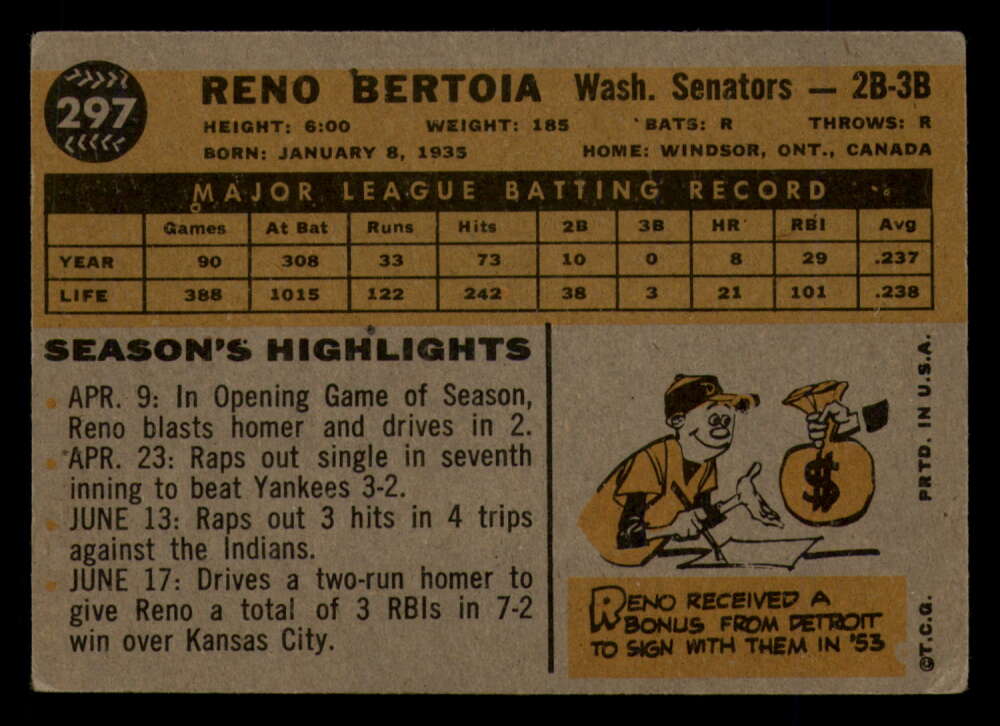 297
RENO BERTOIA Wash. Senators — 2B-3B
HEIGHT: 6:00 WEIGHT: 185 BATS: R THROWS: R
BORN: JANUARY 8, 1935 HOME: WINDSOR, ONT., CANADA
MAJOR LEAGUE BATTING RECORD
Games At Bat Runs Hits 2B 3B HR RBI Avg
YEAR 90 308 33 73 10 0 8 29 .237
LIFE 388 1015 122 242 38 3 21 101 .238
SEASON'S HIGHLIGHTS
APR. 9: In Opening Game of Season,
Reno blasts homer and drives in 2.
APR. 23: Raps out single in seventh
inning to beat Yankees 3-2.
JUNE 13: Raps out 3 hits in 4 trips
against the Indians.
JUNE 17: Drives a two-run homer to
give Reno a total of 3 RBIs in 7-2
win over Kansas City.
$
RENO RECEIVED A
BONUS FROM DETROIT
TO SIGN WITH THEM IN '53
©T.C.G. PRTD. IN U.S.A.